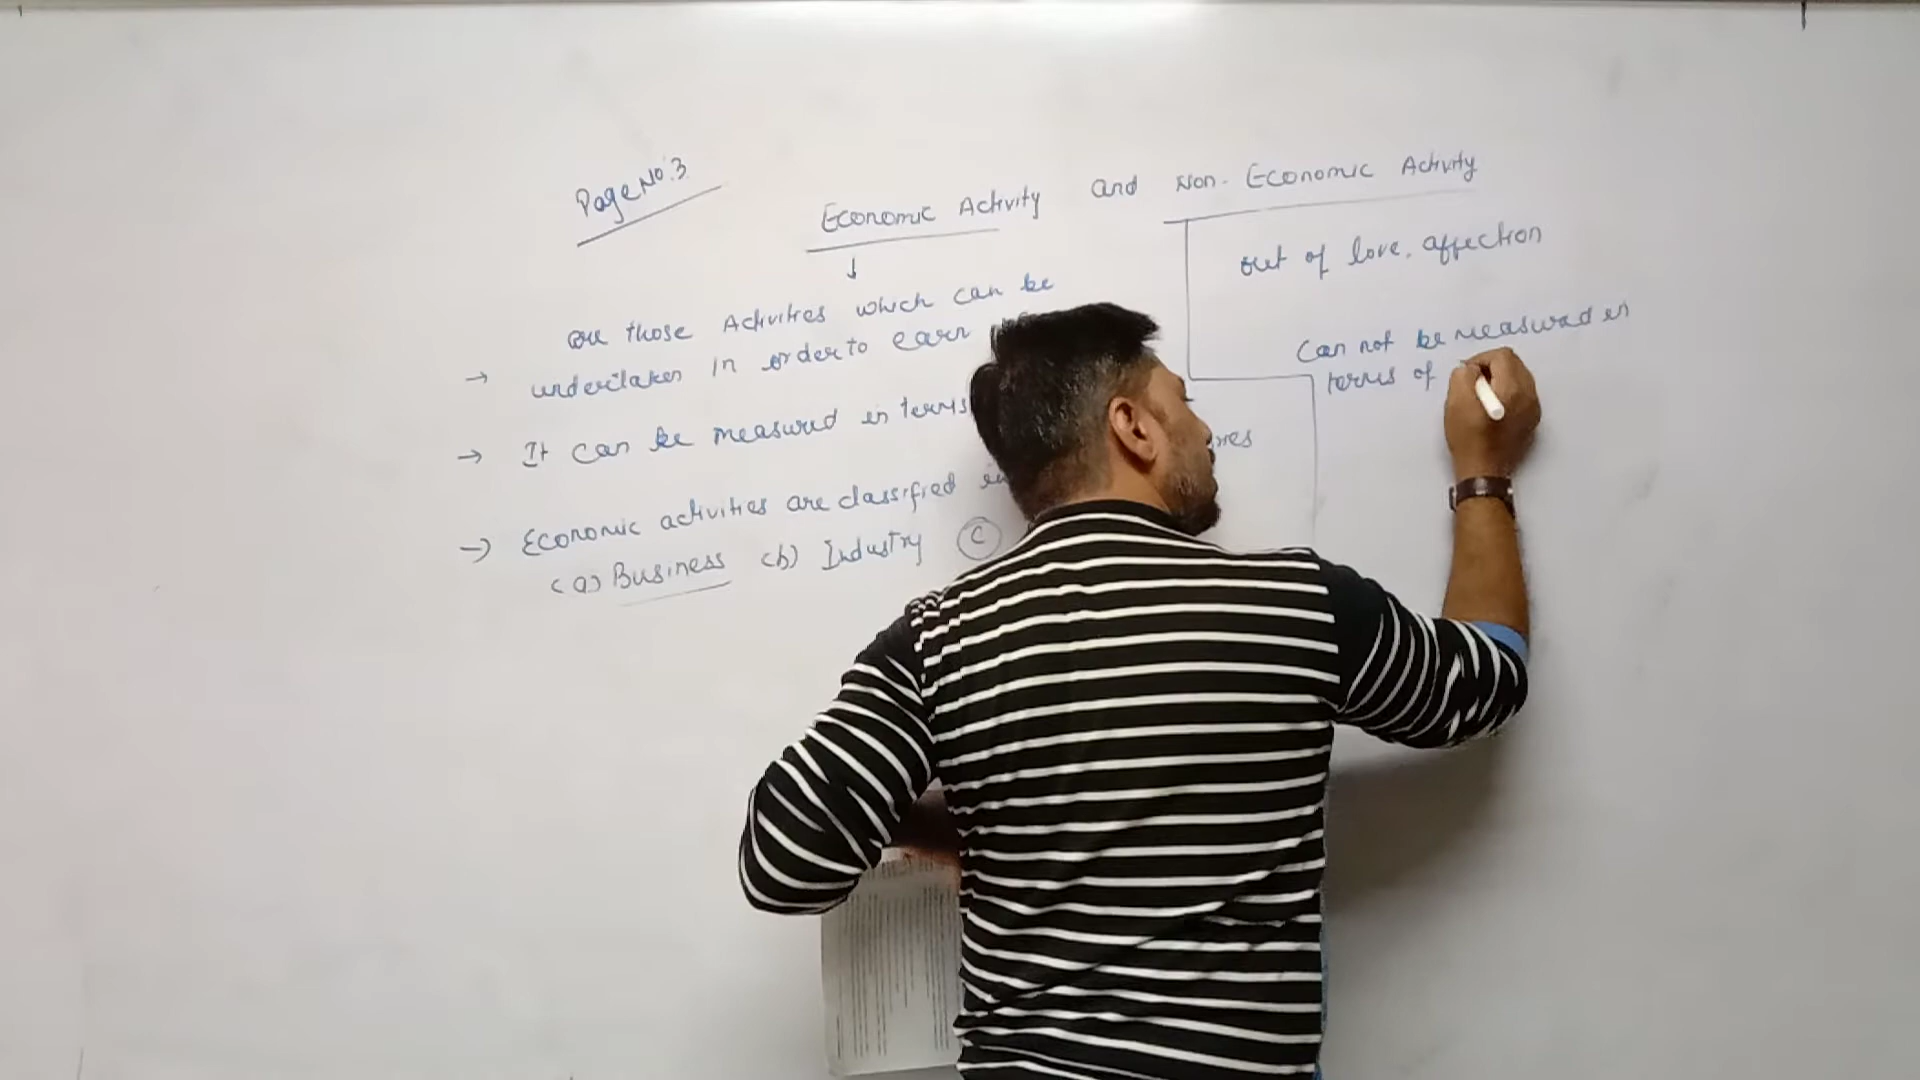 Page No: 3
Economic Activity and Non-Economic Activity
out of love, affection
are those Activities which can be
undertaken in order to earn
It can be measured in terms
Economic activities are classified
(a) Business (b) Industry (C)
Can not be measured in
terms of